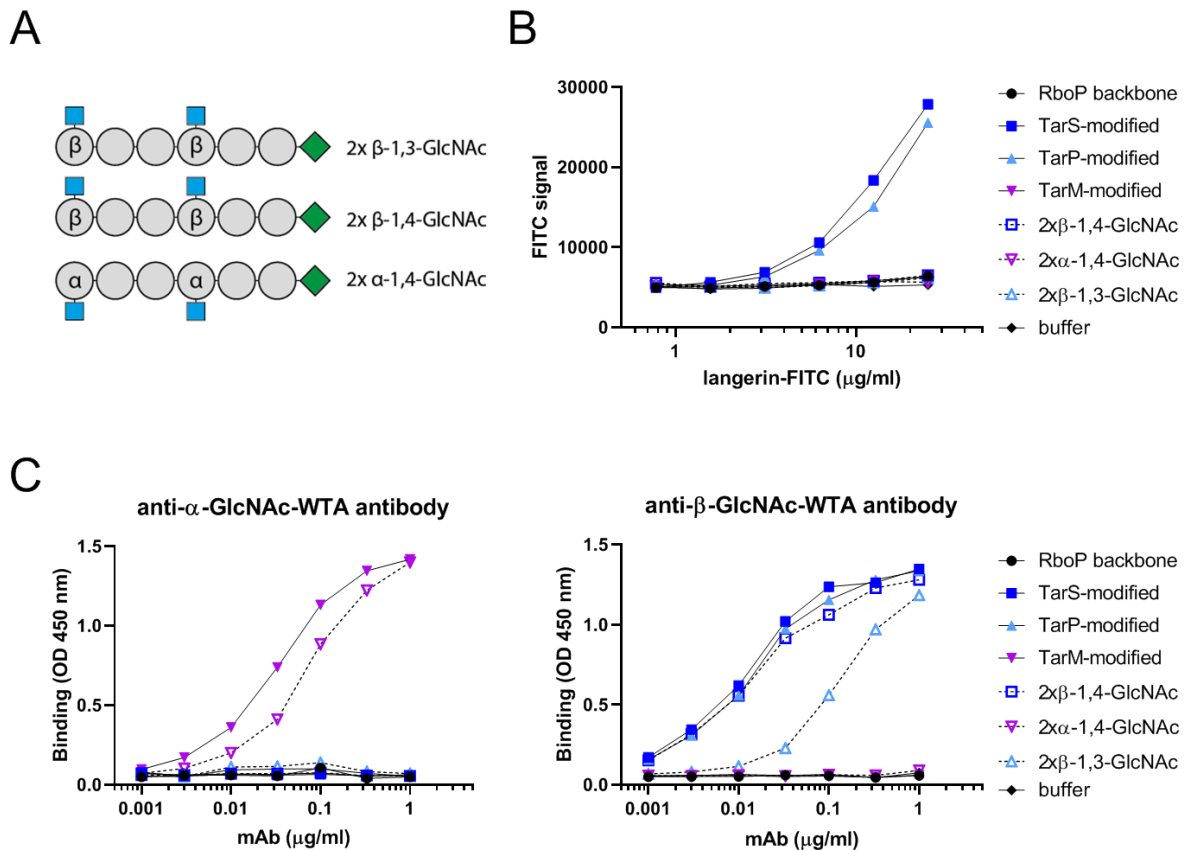 A
β β 2x β-1,3-GlcNAc
β β 2x β-1,4-GlcNAc
α α 2x α-1,4-GlcNAc
B
30000
20000
10000
0
FITC signal
1 10
langerin-FITC (μg/ml)
RboP backbone
TarS-modified
TarP-modified
TarM-modified
2xβ-1,4-GlcNAc
2xα-1,4-GlcNAc
2xβ-1,3-GlcNAc
buffer
C
anti-α-GlcNAc-WTA antibody
1.5
1.0
0.5
0.0
Binding (OD 450 nm)
0.001 0.01 0.1 1
mAb (μg/ml)
anti-β-GlcNAc-WTA antibody
1.5
1.0
0.5
0.0
Binding (OD 450 nm)
0.001 0.01 0.1 1
mAb (μg/ml)
RboP backbone
TarS-modified
TarP-modified
TarM-modified
2xβ-1,4-GlcNAc
2xα-1,4-GlcNAc
2xβ-1,3-GlcNAc
buffer